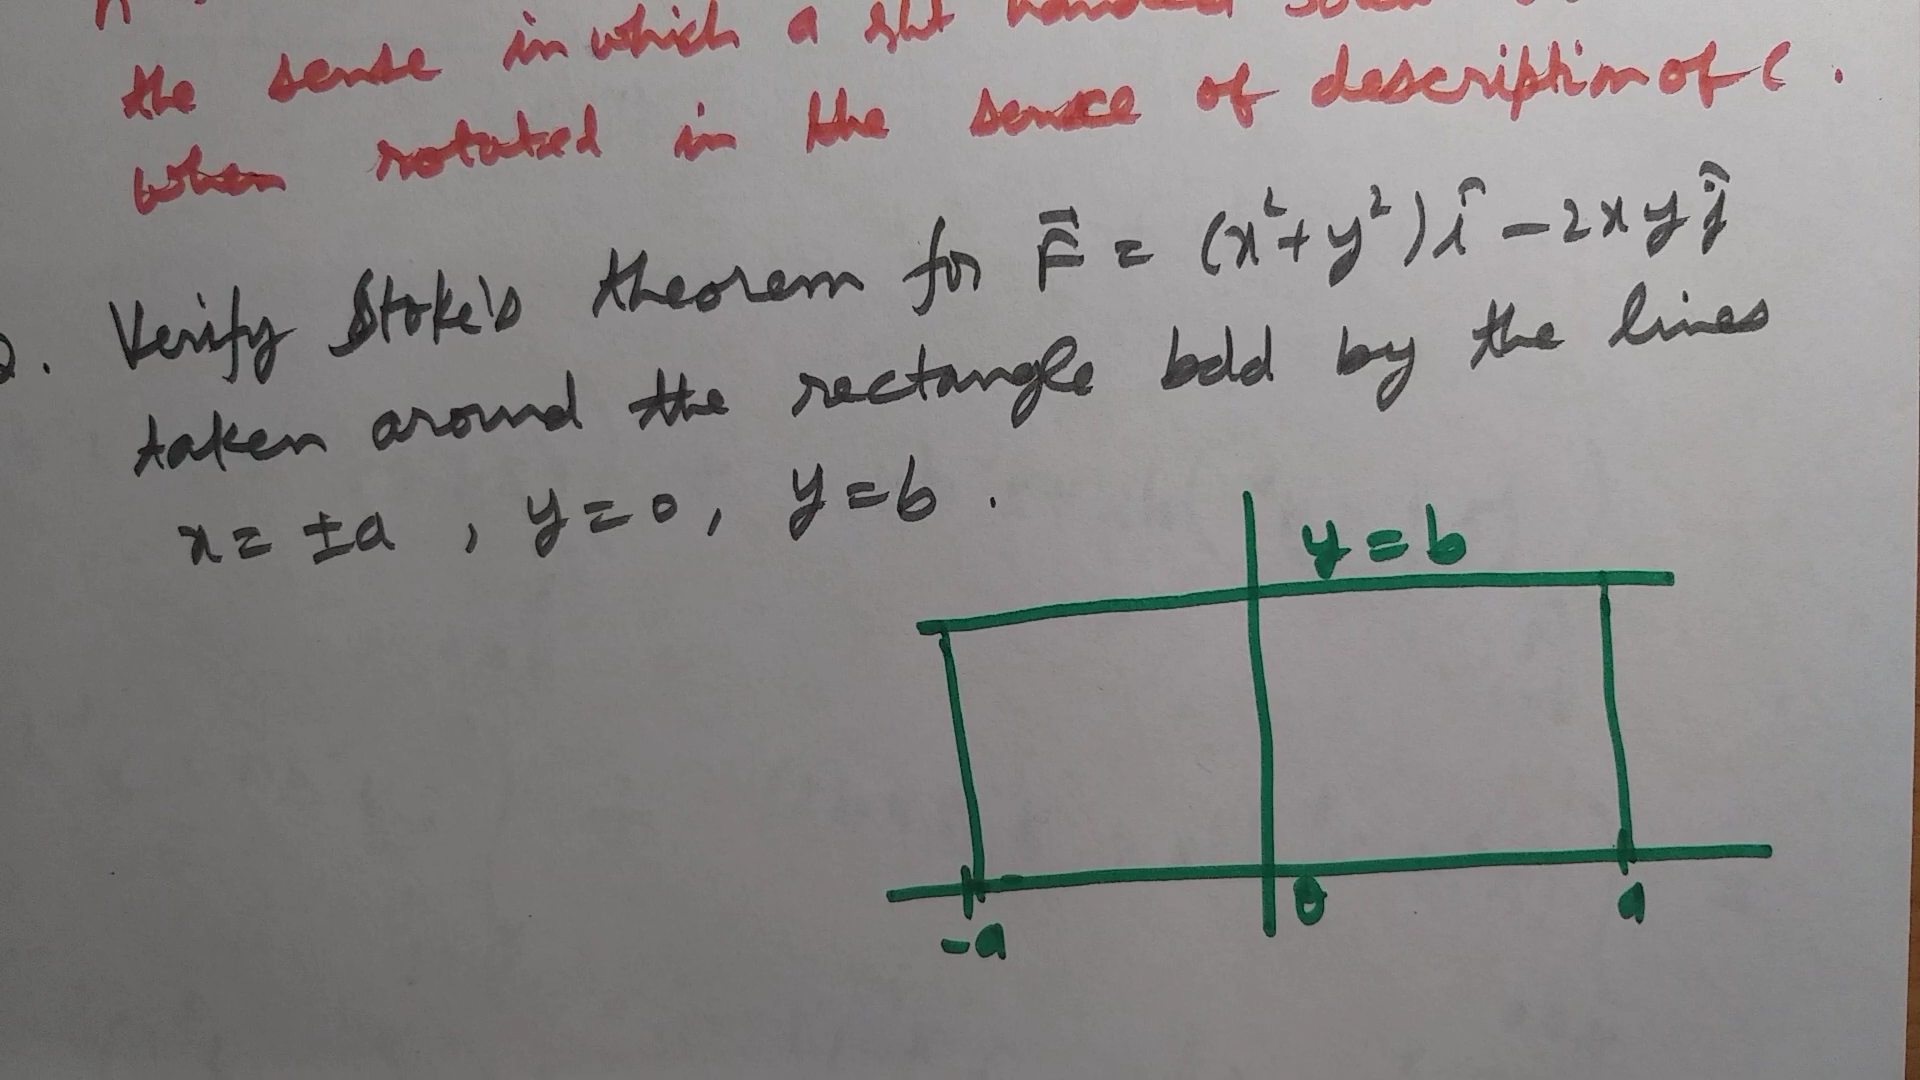 the sense in which a
when rotated in the sence of description of C.
Verify Stoke's theorem for F̄ = (x²+y²)î - 2xyĵ
taken around the rectangle bdd by the lines
x = ±a , y = 0, y = b .
y = b
-a 0 a